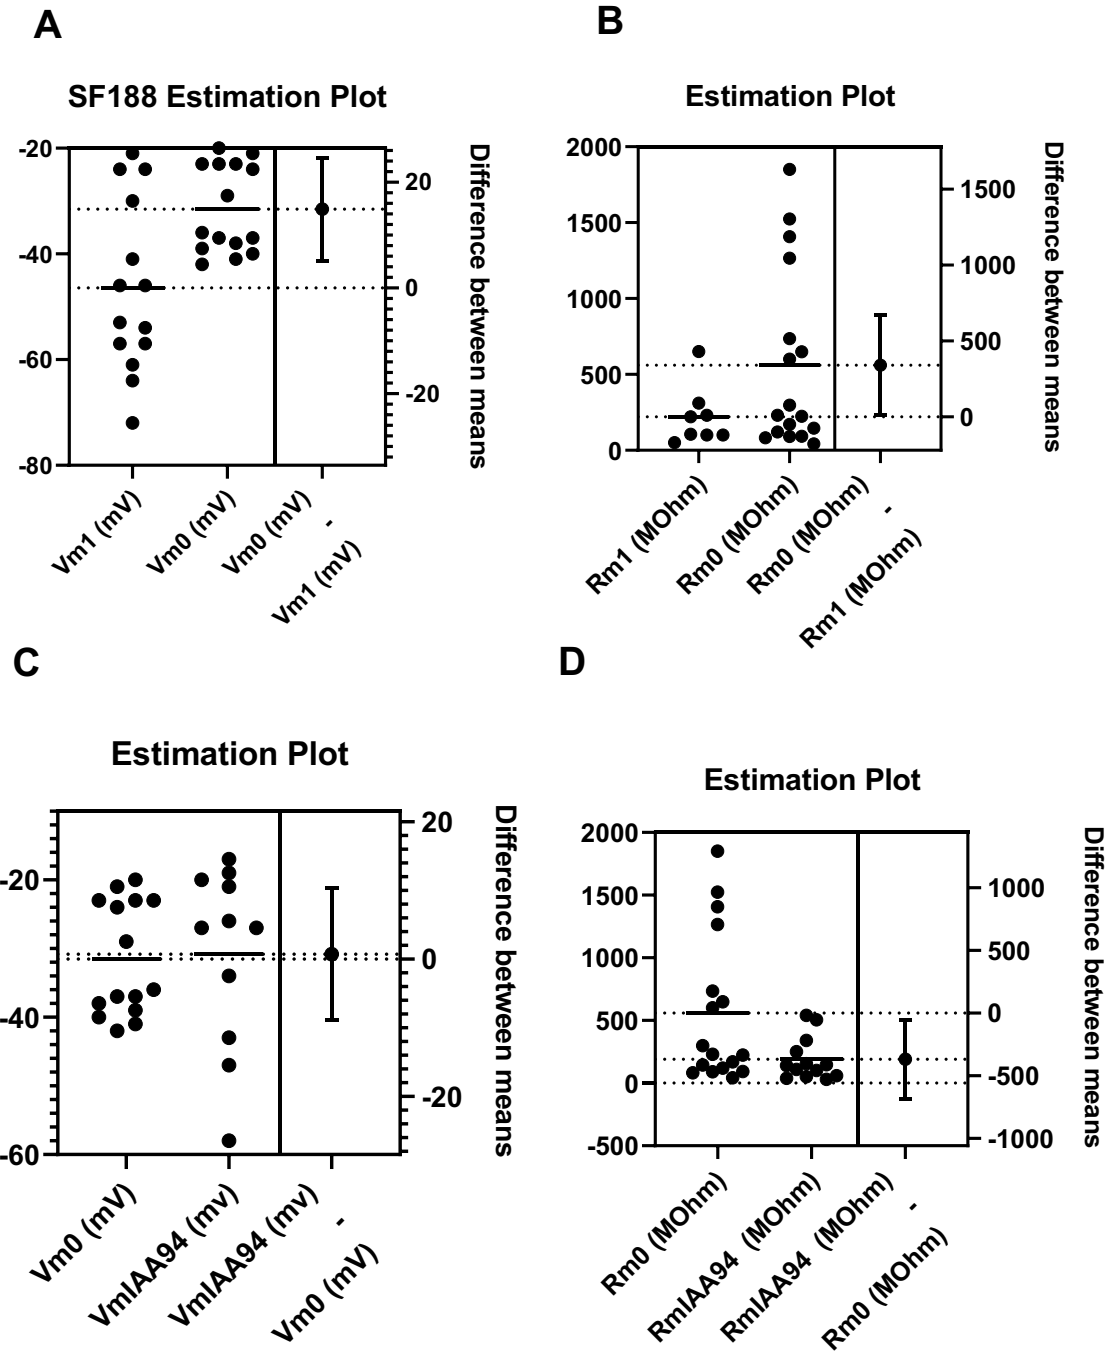 A
B
SF188 Estimation Plot
Estimation Plot
-20
-40
-60
-80
20
0
-20
Difference between means
Vm1 (mV)
Vm0 (mV)
Vm0 (mV)
-
Vm1 (mV)
2000
1500
1000
500
0
1500
1000
500
0
Difference between means
Rm1 (MOhm)
Rm0 (MOhm)
Rm0 (MOhm)
-
Rm1 (MOhm)
C
D
Estimation Plot
Estimation Plot
-20
-40
-60
20
0
-20
Difference between means
Vm0 (mV)
VmIAA94 (mv)
VmIAA94 (mv)
-
Vm0 (mV)
2000
1500
1000
500
0
-500
1000
500
0
-500
-1000
Difference between means
Rm0 (MOhm)
RmIAA94 (MOhm)
RmIAA94 (MOhm)
-
Rm0 (MOhm)